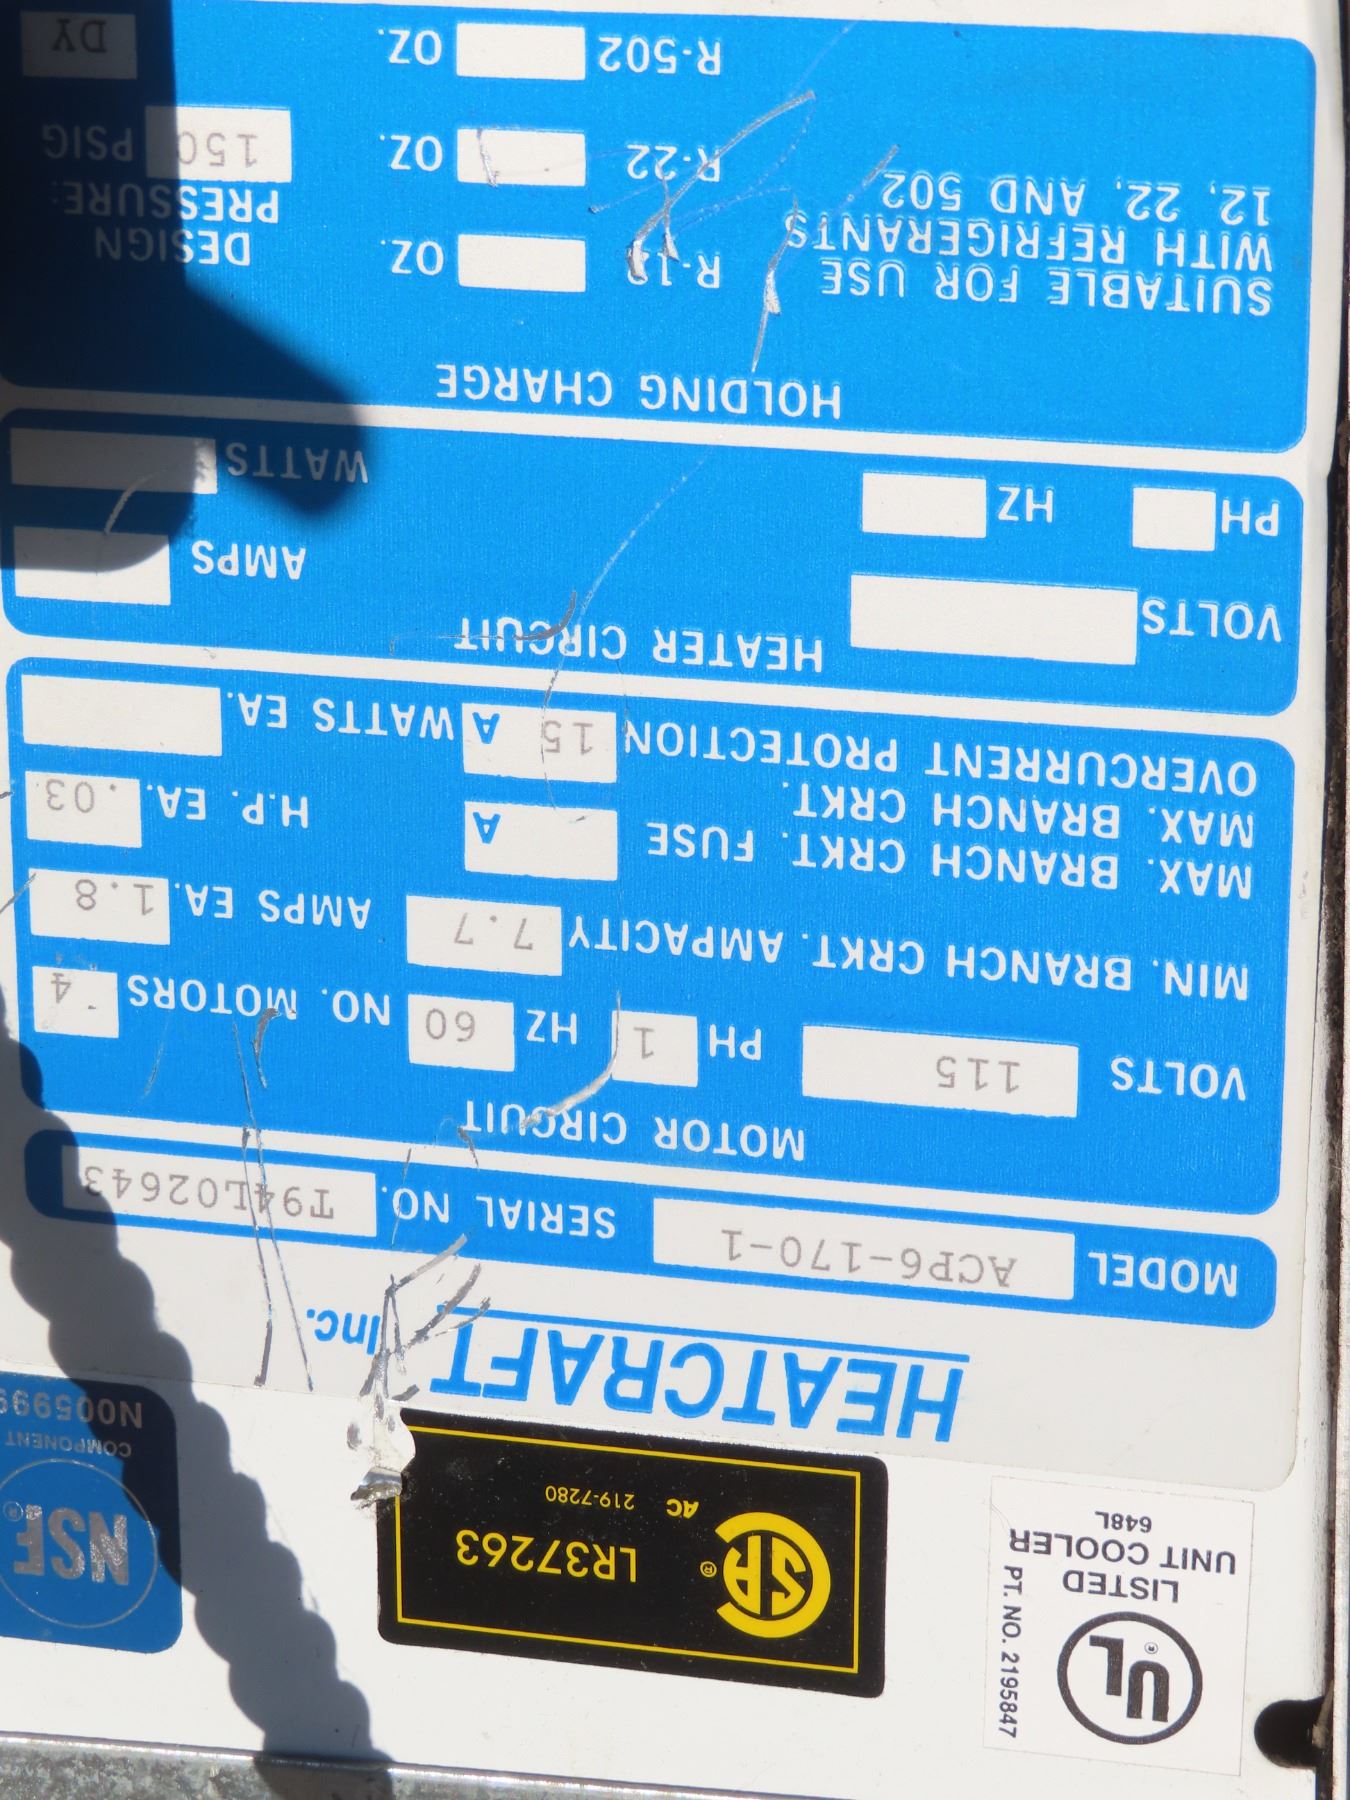 UL
®
LISTED
UNIT COOLER
648L
PT. NO. 2195847
SA
®
LR37263
AC 219-7280
NSF®
COMPONENT
N005999
HEATCRAFT Inc.
MODEL ACP6-170-1 SERIAL NO. T94L02643
MOTOR CIRCUIT
VOLTS 115 PH 1 HZ 60 NO. MOTORS 4
MIN. BRANCH CRKT. AMPACITY 7.7 AMPS EA. 1.8
MAX. BRANCH CRKT. FUSE A H.P. EA. .03
MAX. BRANCH CRKT.
OVERCURRENT PROTECTION 15 A WATTS EA.
HEATER CIRCUIT
VOLTS AMPS
PH HZ WATTS
HOLDING CHARGE
SUITABLE FOR USE
WITH REFRIGERANTS
12, 22, AND 502
R-12 OZ.
R-22 OZ.
R-502 OZ.
DESIGN
PRESSURE:
150 PSIG
DY